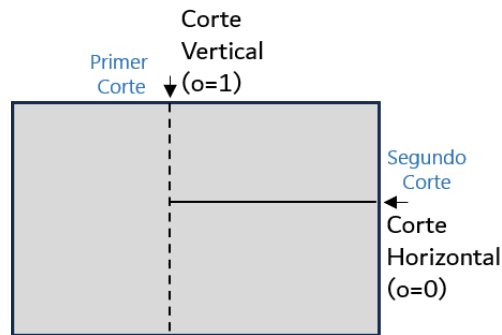 Corte
Vertical
(o=1)
Primer
Corte
Segundo
Corte
Corte
Horizontal
(o=0)